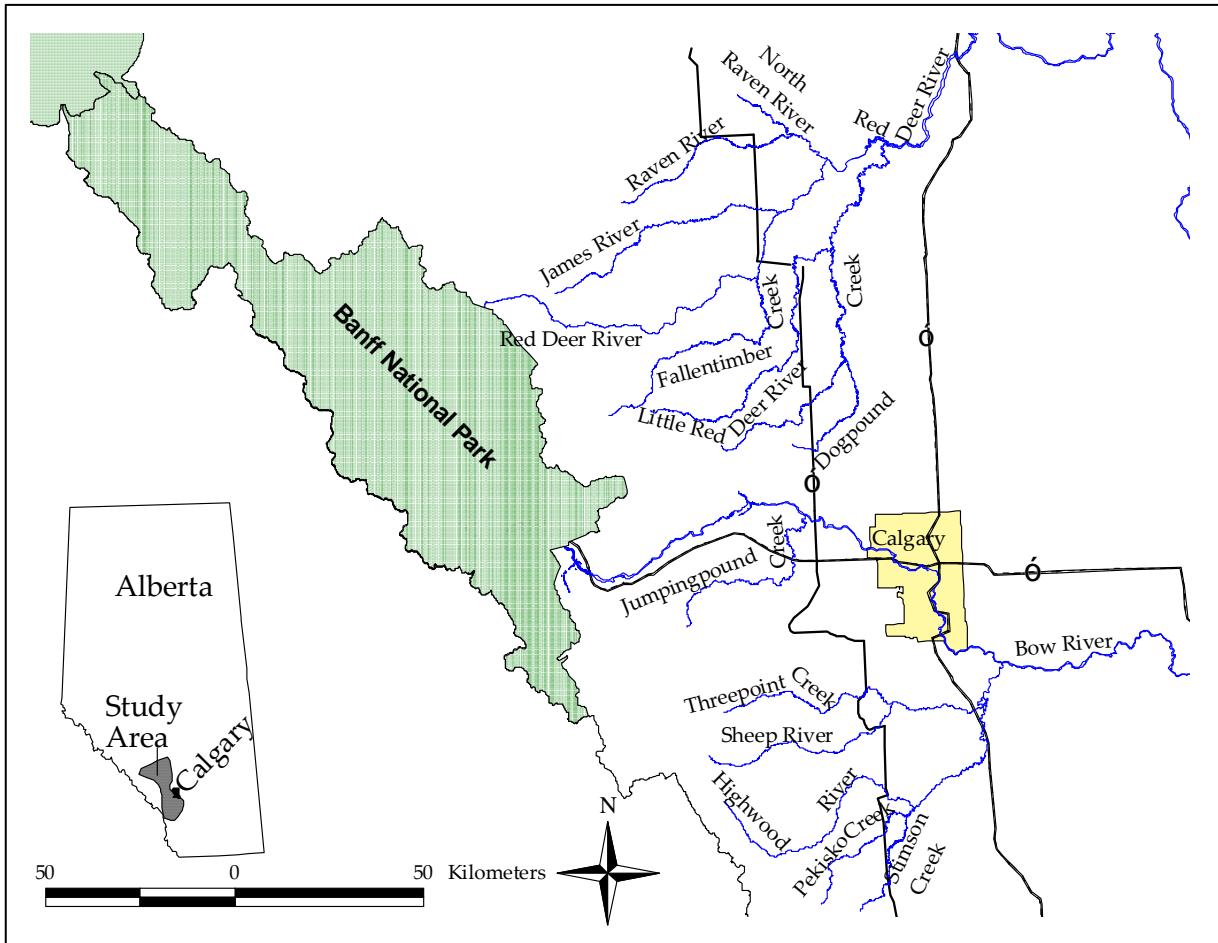 North
Raven River
Red
Deer River
Raven River
James River
Creek
Creek
Banff National Park
Red Deer River
Ó
Fallentimber
Little Red
Deer River
Dogpound
Ó
Calgary
Creek
Jumpingpound
Ó
Alberta
Bow River
Threepoint
Creek
Study
Area
Calgary
Sheep River
Highwood
River
N
Pekisko
Creek
Stimson
Creek
50
0
50
Kilometers